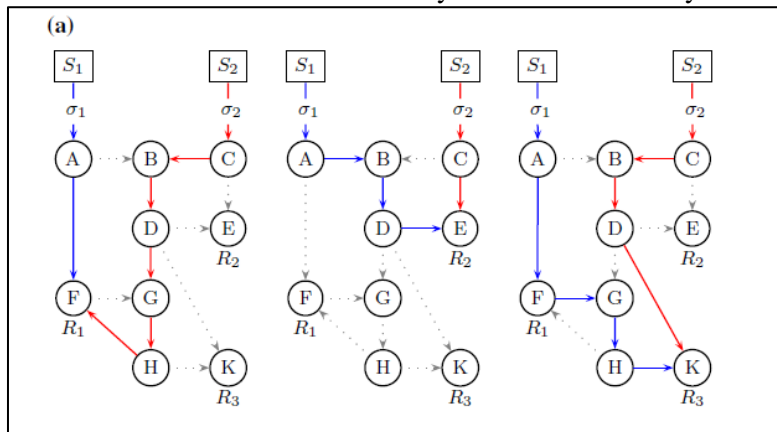 (a)
S1 S2 S1 S2 S1 S2
σ1 σ2 σ1 σ2 σ1 σ2
A B C A B C A B C
D E D E D E
R2 R2 R2
F G F G F G
R1 R1 R1
H K H K H K
R3 R3 R3